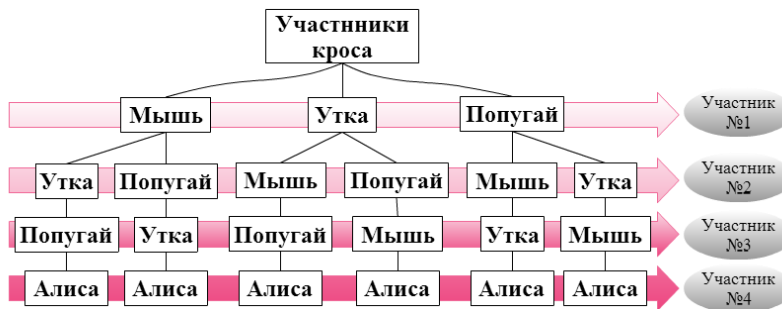 Участнники
кроса
Мышь Утка Попугай Участник
№1
Утка Попугай Мышь Попугай Мышь Утка Участник
№2
Попугай Утка Попугай Мышь Утка Мышь Участник
№3
Алиса Алиса Алиса Алиса Алиса Алиса Участник
№4